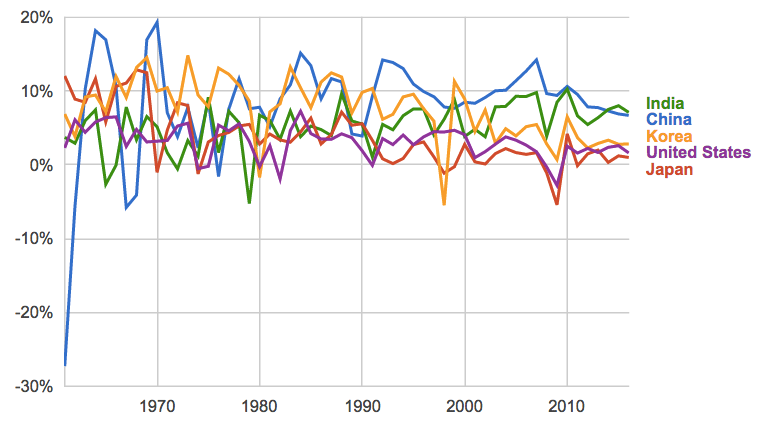 20%
10%
0%
-10%
-20%
-30%
1970 1980 1990 2000 2010
India
China
Korea
United States
Japan